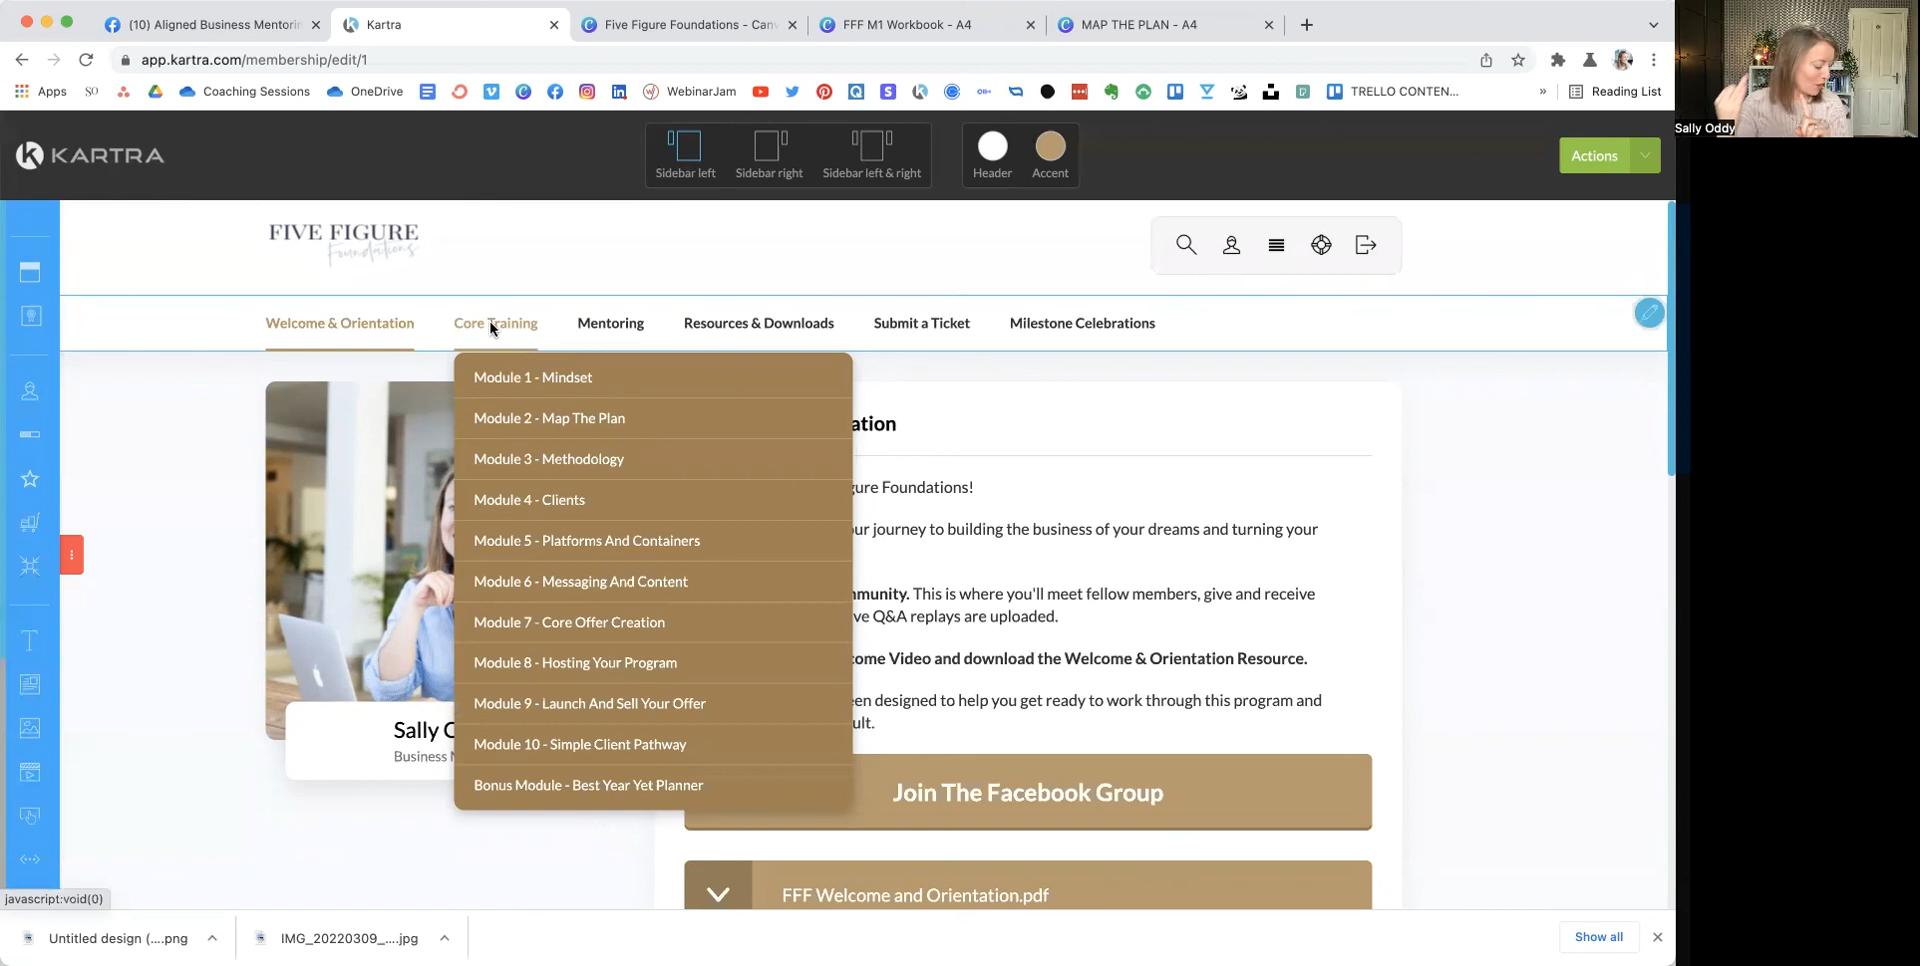 (10) Aligned Business Mentorin
Kartra
Five Figure Foundations - Canv
FFF M1 Workbook - A4
MAP THE PLAN - A4
app.kartra.com/membership/edit/1
Apps
Coaching Sessions
OneDrive
WebinarJam
TRELLO CONTEN...
»
Reading List
Sally Oddy
KARTRA
Sidebar left
Sidebar right
Sidebar left & right
Header
Accent
Actions
FIVE FIGURE
Foundations
Welcome & Orientation
Core Training
Mentoring
Resources & Downloads
Submit a Ticket
Milestone Celebrations
Module 1 - Mindset
Module 2 - Map The Plan
Module 3 - Methodology
Module 4 - Clients
Module 5 - Platforms And Containers
Module 6 - Messaging And Content
Module 7 - Core Offer Creation
Module 8 - Hosting Your Program
Module 9 - Launch And Sell Your Offer
Module 10 - Simple Client Pathway
Bonus Module - Best Year Yet Planner
ation
gure Foundations!
our journey to building the business of your dreams and turning your
mmunity. This is where you'll meet fellow members, give and receive
ve Q&A replays are uploaded.
come Video and download the Welcome & Orientation Resource.
en designed to help you get ready to work through this program and
ult.
Sally O
Business M
Join The Facebook Group
FFF Welcome and Orientation.pdf
javascript:void(0)
Untitled design (....png
IMG_20220309_....jpg
Show all